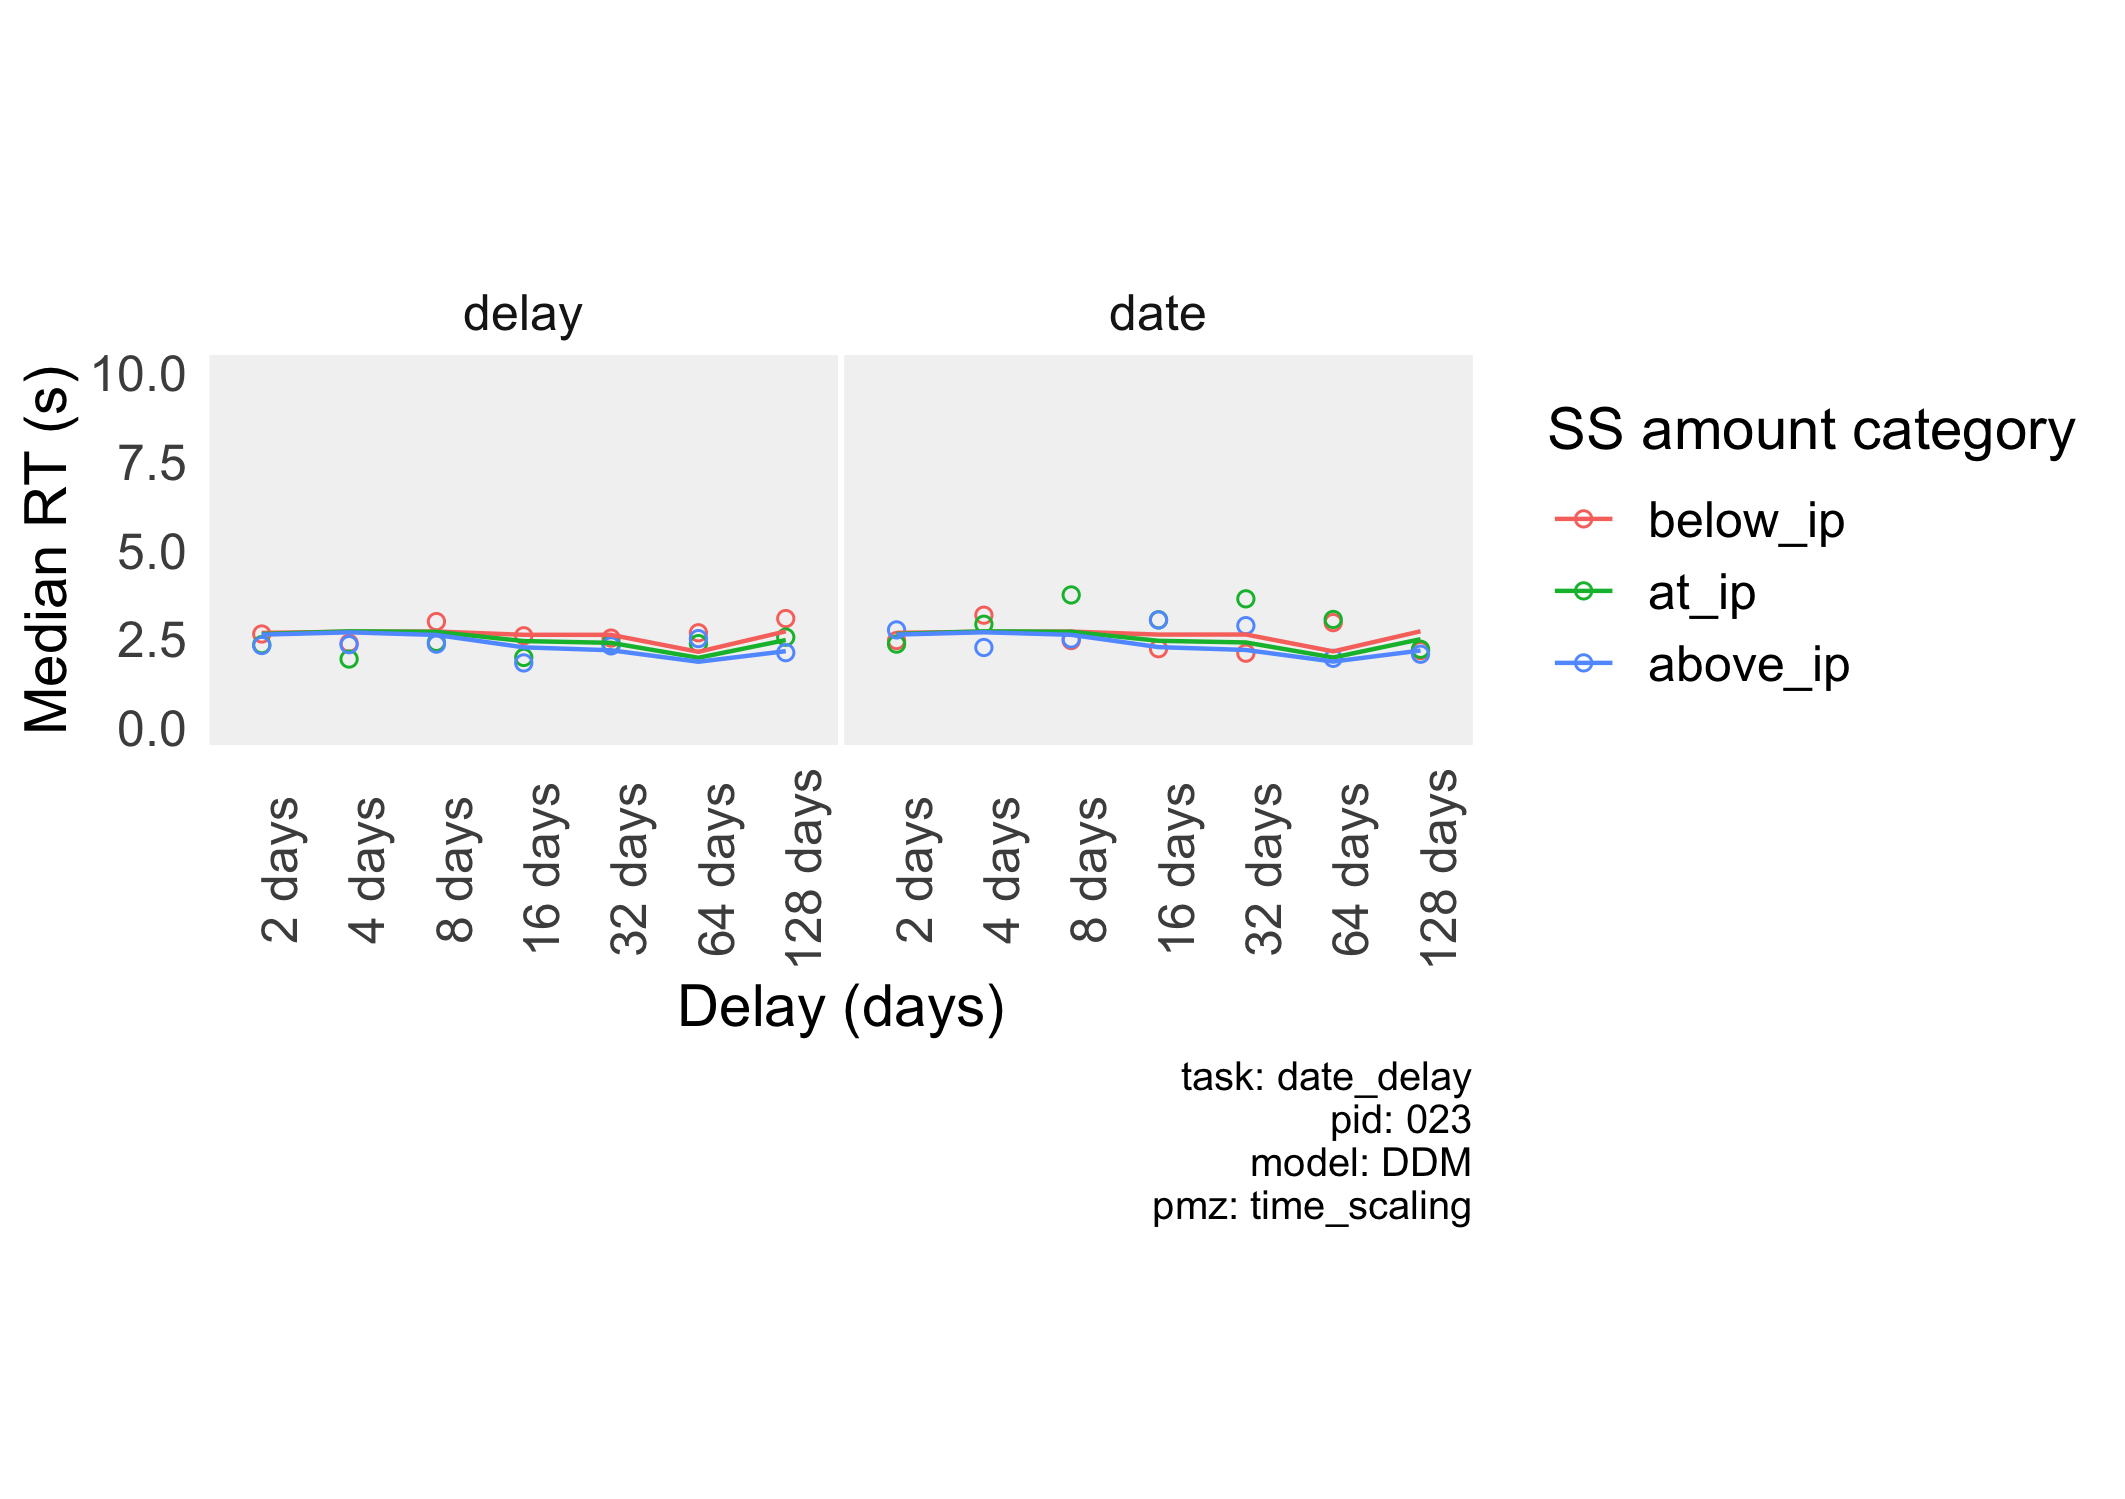 delay
date
Median RT (s)
10.0
7.5
5.0
2.5
0.0
2 days
4 days
8 days
16 days
32 days
64 days
128 days
2 days
4 days
8 days
16 days
32 days
64 days
128 days
Delay (days)
SS amount category
below_ip
at_ip
above_ip
task: date_delay
pid: 023
model: DDM
pmz: time_scaling